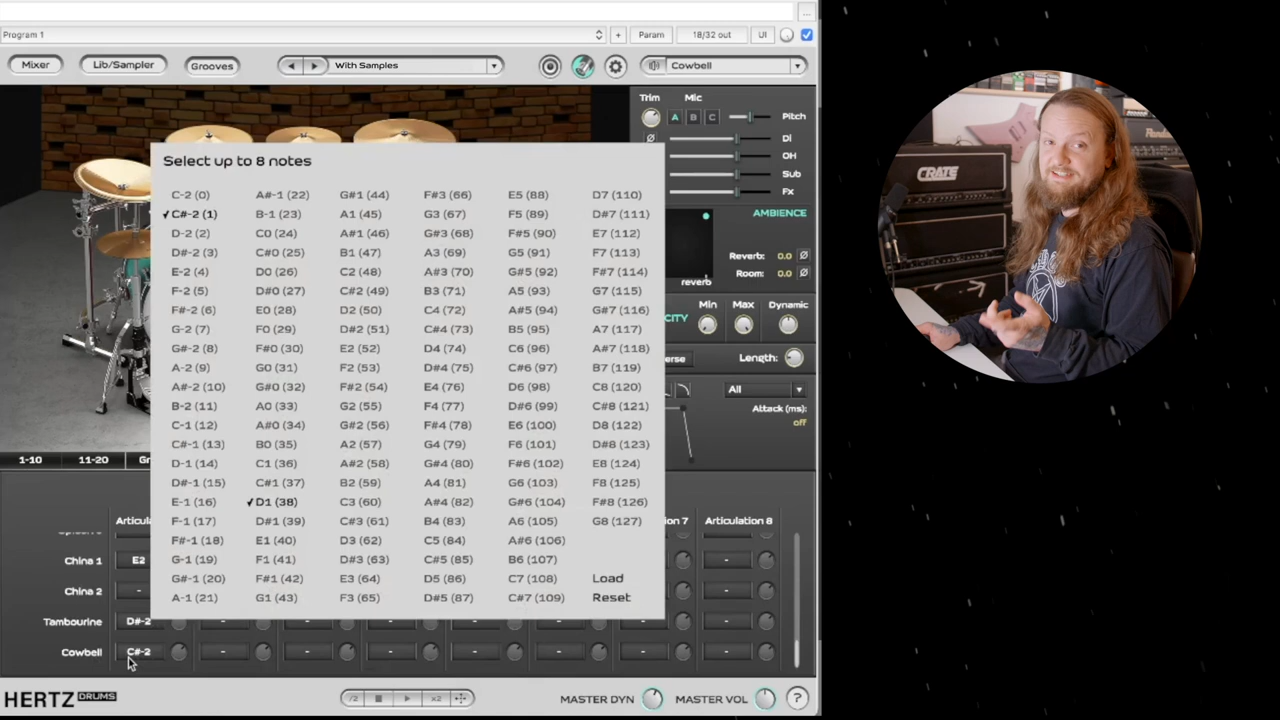 ...
Program 1
+
Param
18/32 out
UI
Mixer
Lib/Sampler
Grooves
With Samples
Cowbell
Trim
Mic
A B C
Pitch
DI
OH
Sub
Fx
AMBIENCE
Reverb: 0.0
Room: 0.0
reverb
CITY
Min
Max
Dynamic
erse
Length:
All
Attack (ms):
off
Select up to 8 notes
C-2 (0) A#-1 (22) G#1 (44) F#3 (66) E5 (88) D7 (110)
✓C#-2 (1) B-1 (23) A1 (45) G3 (67) F5 (89) D#7 (111)
D-2 (2) C0 (24) A#1 (46) G#3 (68) F#5 (90) E7 (112)
D#-2 (3) C#0 (25) B1 (47) A3 (69) G5 (91) F7 (113)
E-2 (4) D0 (26) C2 (48) A#3 (70) G#5 (92) F#7 (114)
F-2 (5) D#0 (27) C#2 (49) B3 (71) A5 (93) G7 (115)
F#-2 (6) E0 (28) D2 (50) C4 (72) A#5 (94) G#7 (116)
G-2 (7) F0 (29) D#2 (51) C#4 (73) B5 (95) A7 (117)
G#-2 (8) F#0 (30) E2 (52) D4 (74) C6 (96) A#7 (118)
A-2 (9) G0 (31) F2 (53) D#4 (75) C#6 (97) B7 (119)
A#-2 (10) G#0 (32) F#2 (54) E4 (76) D6 (98) C8 (120)
B-2 (11) A0 (33) G2 (55) F4 (77) D#6 (99) C#8 (121)
C-1 (12) A#0 (34) G#2 (56) F#4 (78) E6 (100) D8 (122)
C#-1 (13) B0 (35) A2 (57) G4 (79) F6 (101) D#8 (123)
D-1 (14) C1 (36) A#2 (58) G#4 (80) F#6 (102) E8 (124)
D#-1 (15) C#1 (37) B2 (59) A4 (81) G6 (103) F8 (125)
E-1 (16) ✓D1 (38) C3 (60) A#4 (82) G#6 (104) F#8 (126)
F-1 (17) D#1 (39) C#3 (61) B4 (83) A6 (105) G8 (127)
F#-1 (18) E1 (40) D3 (62) C5 (84) A#6 (106)
G-1 (19) F1 (41) D#3 (63) C#5 (85) B6 (107)
G#-1 (20) F#1 (42) E3 (64) D5 (86) C7 (108) Load
A-1 (21) G1 (43) F3 (65) D#5 (87) C#7 (109) Reset
1-10 11-20
Articula
on 7 Articulation 8
China 1 E2 -
China 2 - -
Tambourine D#-2 - - - - - - -
Cowbell C#-2 - - - - - - -
HERTZ DRUMS
/2
x2
MASTER DYN
MASTER VOL
?
CRATE